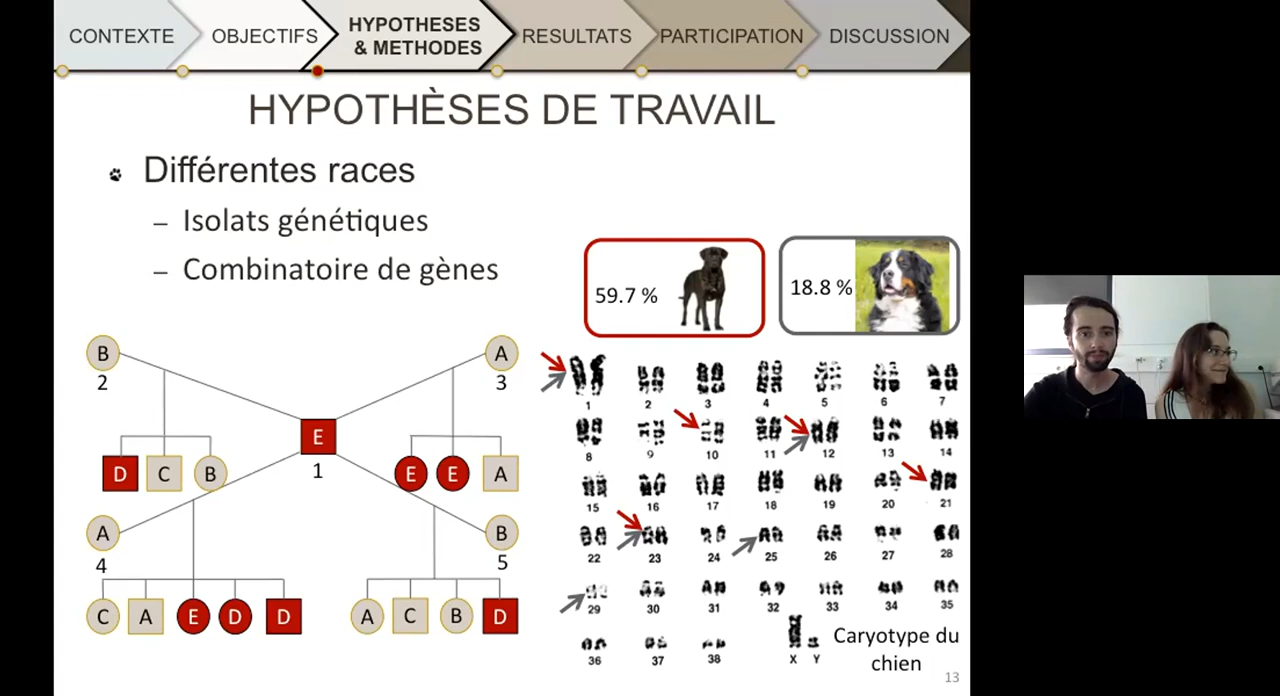 CONTEXTE
OBJECTIFS
HYPOTHESES
& METHODES
RESULTATS
PARTICIPATION
DISCUSSION
HYPOTHÈSES DE TRAVAIL
Différentes races
– Isolats génétiques
– Combinatoire de gènes
59.7 %
18.8 %
B
2
A
3
E
1
D C B
E E A
A
4
B
5
C A E D D
A C B D
1 2 3 4 5 6 7
8 9 10 11 12 13 14
15 16 17 18 19 20 21
22 23 24 25 26 27 28
29 30 31 32 33 34 35
36 37 38 X Y
Caryotype du
chien
13